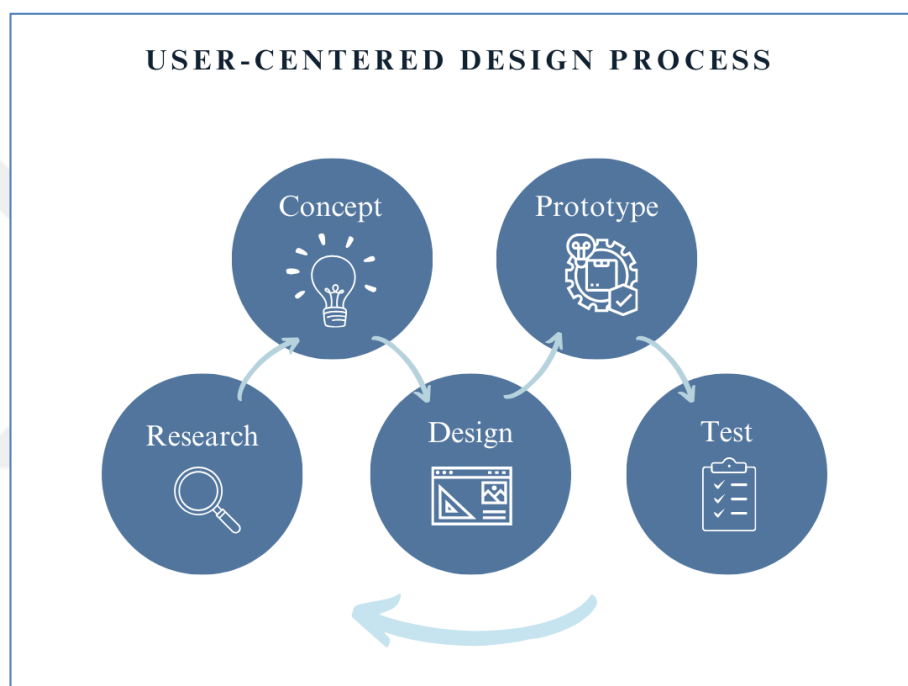 USER-CENTERED DESIGN PROCESS
Concept
Prototype
Research
Design
Test